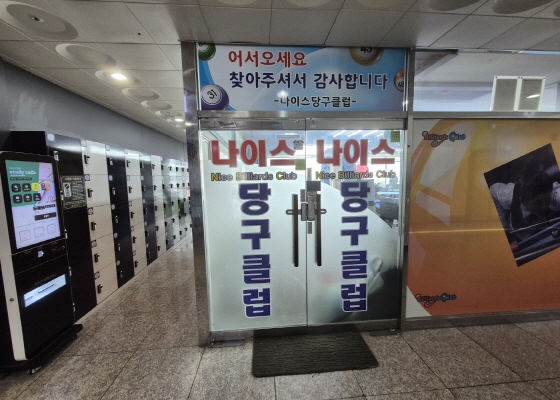 어서오세요
찾아주셔서 감사합니다
-나이스당구클럽-
나이스
Nice Billiards Club
당구클럽
나이스
Nice Billiards Club
당구클럽